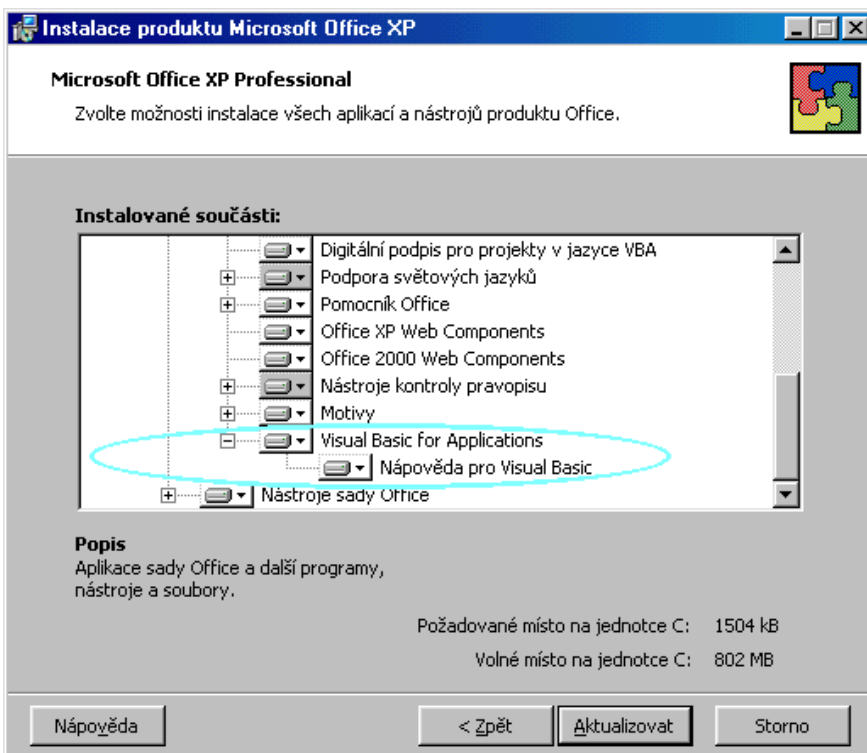 Instalace produktu Microsoft Office XP
Microsoft Office XP Professional
Zvolte možnosti instalace všech aplikací a nástrojů produktu Office.
Instalované součásti:
Digitální podpis pro projekty v jazyce VBA
Podpora světových jazyků
Pomocník Office
Office XP Web Components
Office 2000 Web Components
Nástroje kontroly pravopisu
Motivy
Visual Basic for Applications
Nápověda pro Visual Basic
Nástroje sady Office
Popis
Aplikace sady Office a další programy,
nástroje a soubory.
Požadované místo na jednotce C: 1504 kB
Volné místo na jednotce C: 802 MB
Nápověda < Zpět Aktualizovat Storno